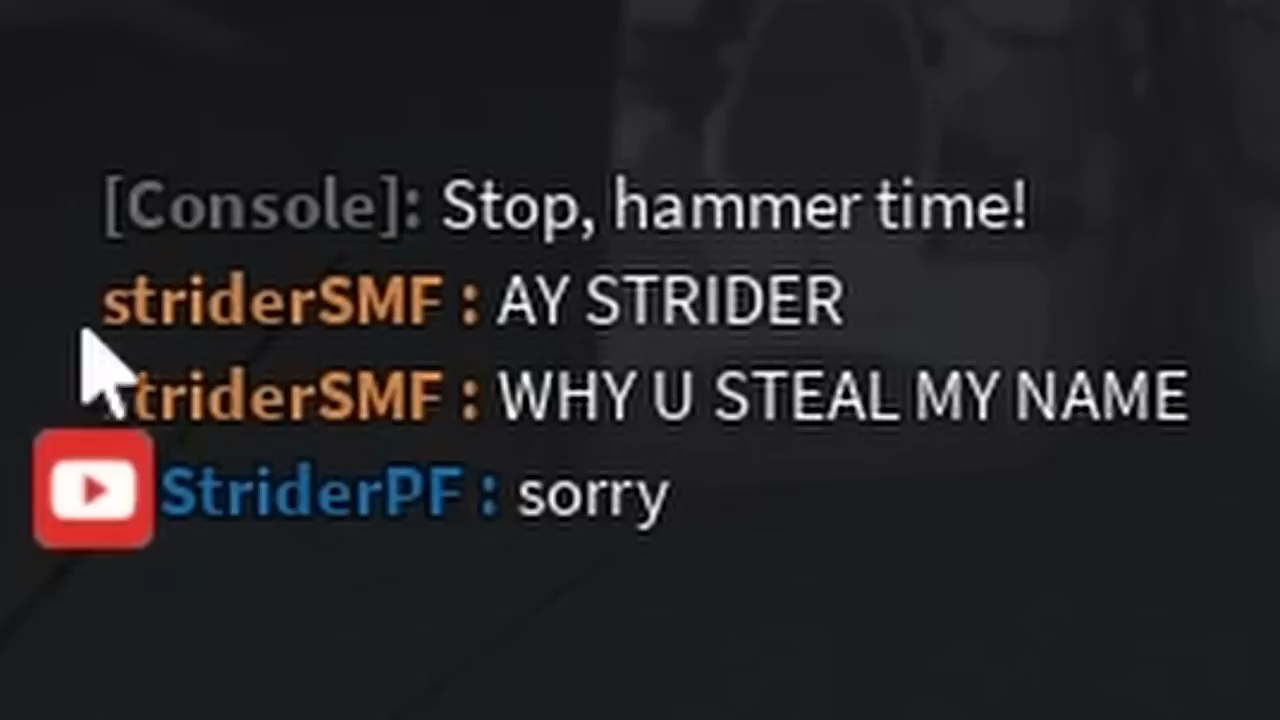 [Console]: Stop, hammer time!
striderSMF : AY STRIDER
striderSMF : WHY U STEAL MY NAME
StriderPF : sorry